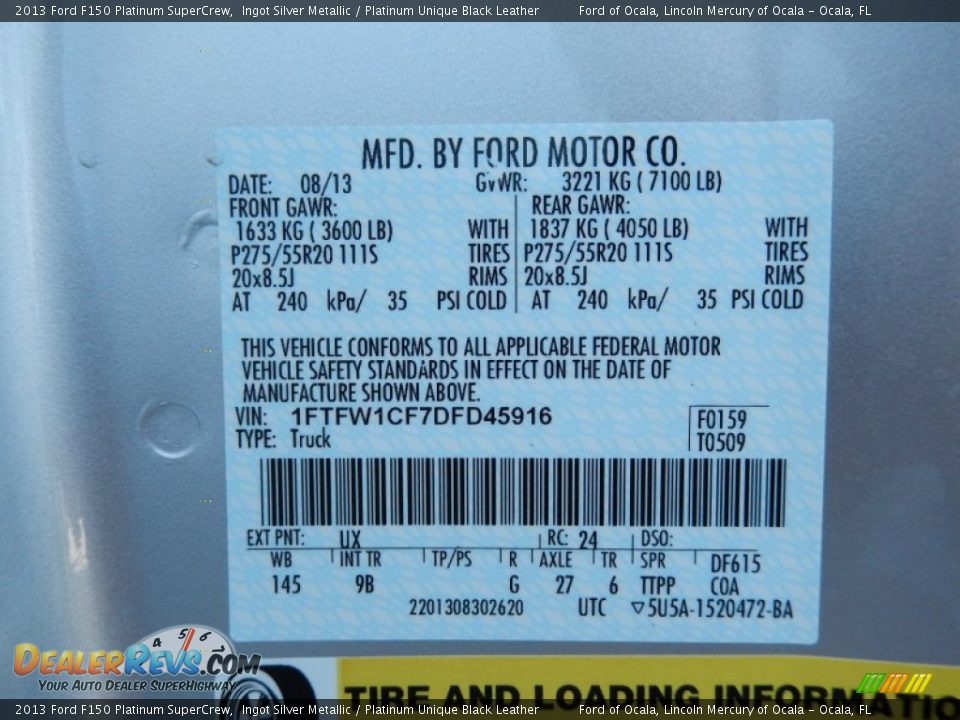 2013 Ford F150 Platinum SuperCrew,  Ingot Silver Metallic / Platinum Unique Black Leather          Ford of Ocala, Lincoln Mercury of Ocala - Ocala, FL
MFD. BY FORD MOTOR CO.
DATE: 08/13 GVWR: 3221 KG ( 7100 LB)
FRONT GAWR: REAR GAWR:
1633 KG ( 3600 LB) WITH 1837 KG ( 4050 LB) WITH
P275/55R20 111S TIRES P275/55R20 111S TIRES
20x8.5J RIMS 20x8.5J RIMS
AT 240 kPa/ 35 PSI COLD AT 240 kPa/ 35 PSI COLD
THIS VEHICLE CONFORMS TO ALL APPLICABLE FEDERAL MOTOR
VEHICLE SAFETY STANDARDS IN EFFECT ON THE DATE OF
MANUFACTURE SHOWN ABOVE.
VIN: 1FTFW1CF7DFD45916 F0159
TYPE: Truck T0509
EXT PNT: UX RC: 24 DSO:
WB INT TR TP/PS R AXLE TR SPR DF615
145 9B G 27 6 TTPP COA
2201308302620 UTC ▽5U5A-1520472-BA
4 5 6 7
DEALERREVS.COM
YOUR AUTO DEALER SUPERHIGHWAY
TIRE AND LOADING INFORMATION
2013 Ford F150 Platinum SuperCrew,  Ingot Silver Metallic / Platinum Unique Black Leather          Ford of Ocala, Lincoln Mercury of Ocala - Ocala, FL